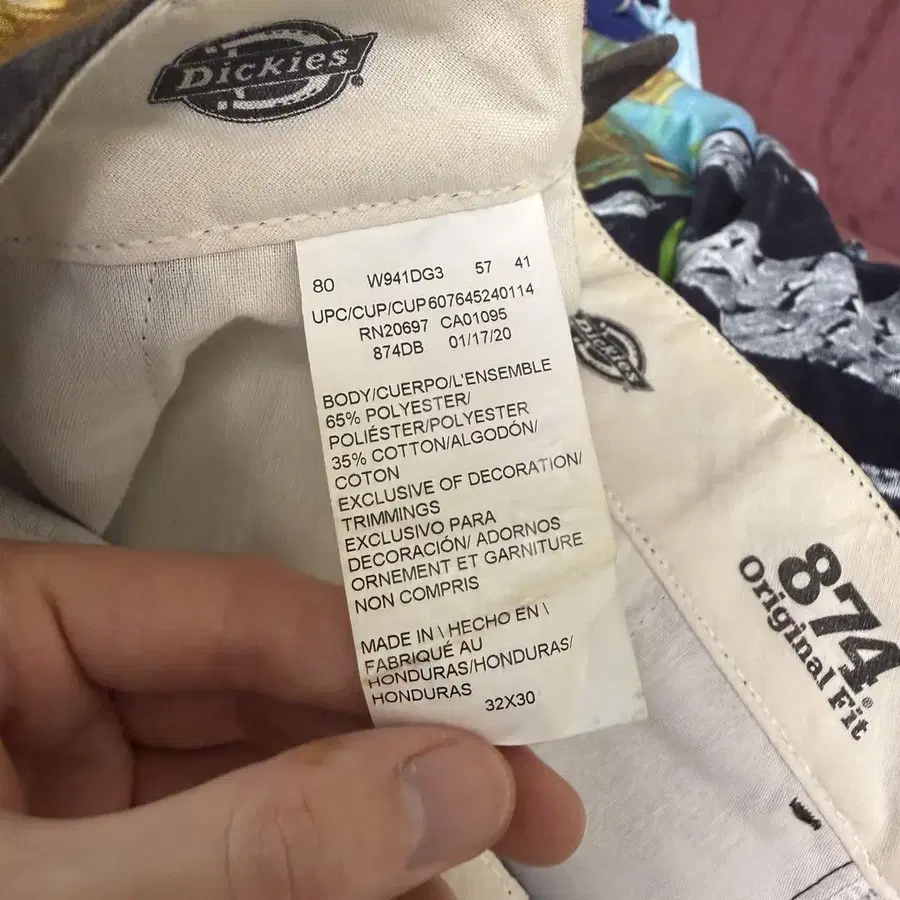 Dickies
80 W941DG3 57 41
UPC/CUP/CUP607645240114
RN20697 CA01095
874DB 01/17/20
BODY/CUERPO/L'ENSEMBLE
65% POLYESTER/
POLIÉSTER/POLYESTER
35% COTTON/ALGODÓN/
COTON
EXCLUSIVE OF DECORATION/
TRIMMINGS
EXCLUSIVO PARA
DECORACIÓN/ ADORNOS
ORNEMENT ET GARNITURE
NON COMPRIS
MADE IN \ HECHO EN \
FABRIQUÉ AU
HONDURAS/HONDURAS/
HONDURAS
32X30
Dickies
874®
Original Fit